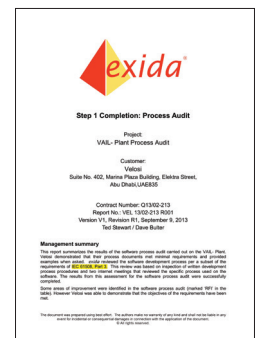 exida
Step 1 Completion: Process Audit
Project:
VAIL- Plant Process Audit
Customer:
Velosi
Suite No. 402, Marina Plaza Building, Elektra Street,
Abu Dhabi,UAE835
Contract Number: Q13/02-213
Report No.: VEL 13/02-213 R001
Version V1, Revision R1, September 9, 2013
Ted Stewart / Dave Butler
Management summary
This report summarizes the results of the software process audit carried out on the VAIL- Plant.
Velosi demonstrated that their process documents met minimal requirements and provided
examples when asked. exida reviewed the software development process per a subset of the
requirements of IEC 61508, Part 3. This review was based on inspection of written development
process procedures and two internet meetings that reviewed the specific process used on the
software. The results from this assessment for the software process audit were successfully
completed.
Some areas of improvement were identified in the software process audit (marked 'RFI' in the
table). However Velosi was able to demonstrate that the objectives of the requirements have been
met.
The document was prepared using best effort. The authors make no warranty of any kind and shall not be liable in any
event for incidental or consequential damages in connection with the application of the document.
© All rights reserved.